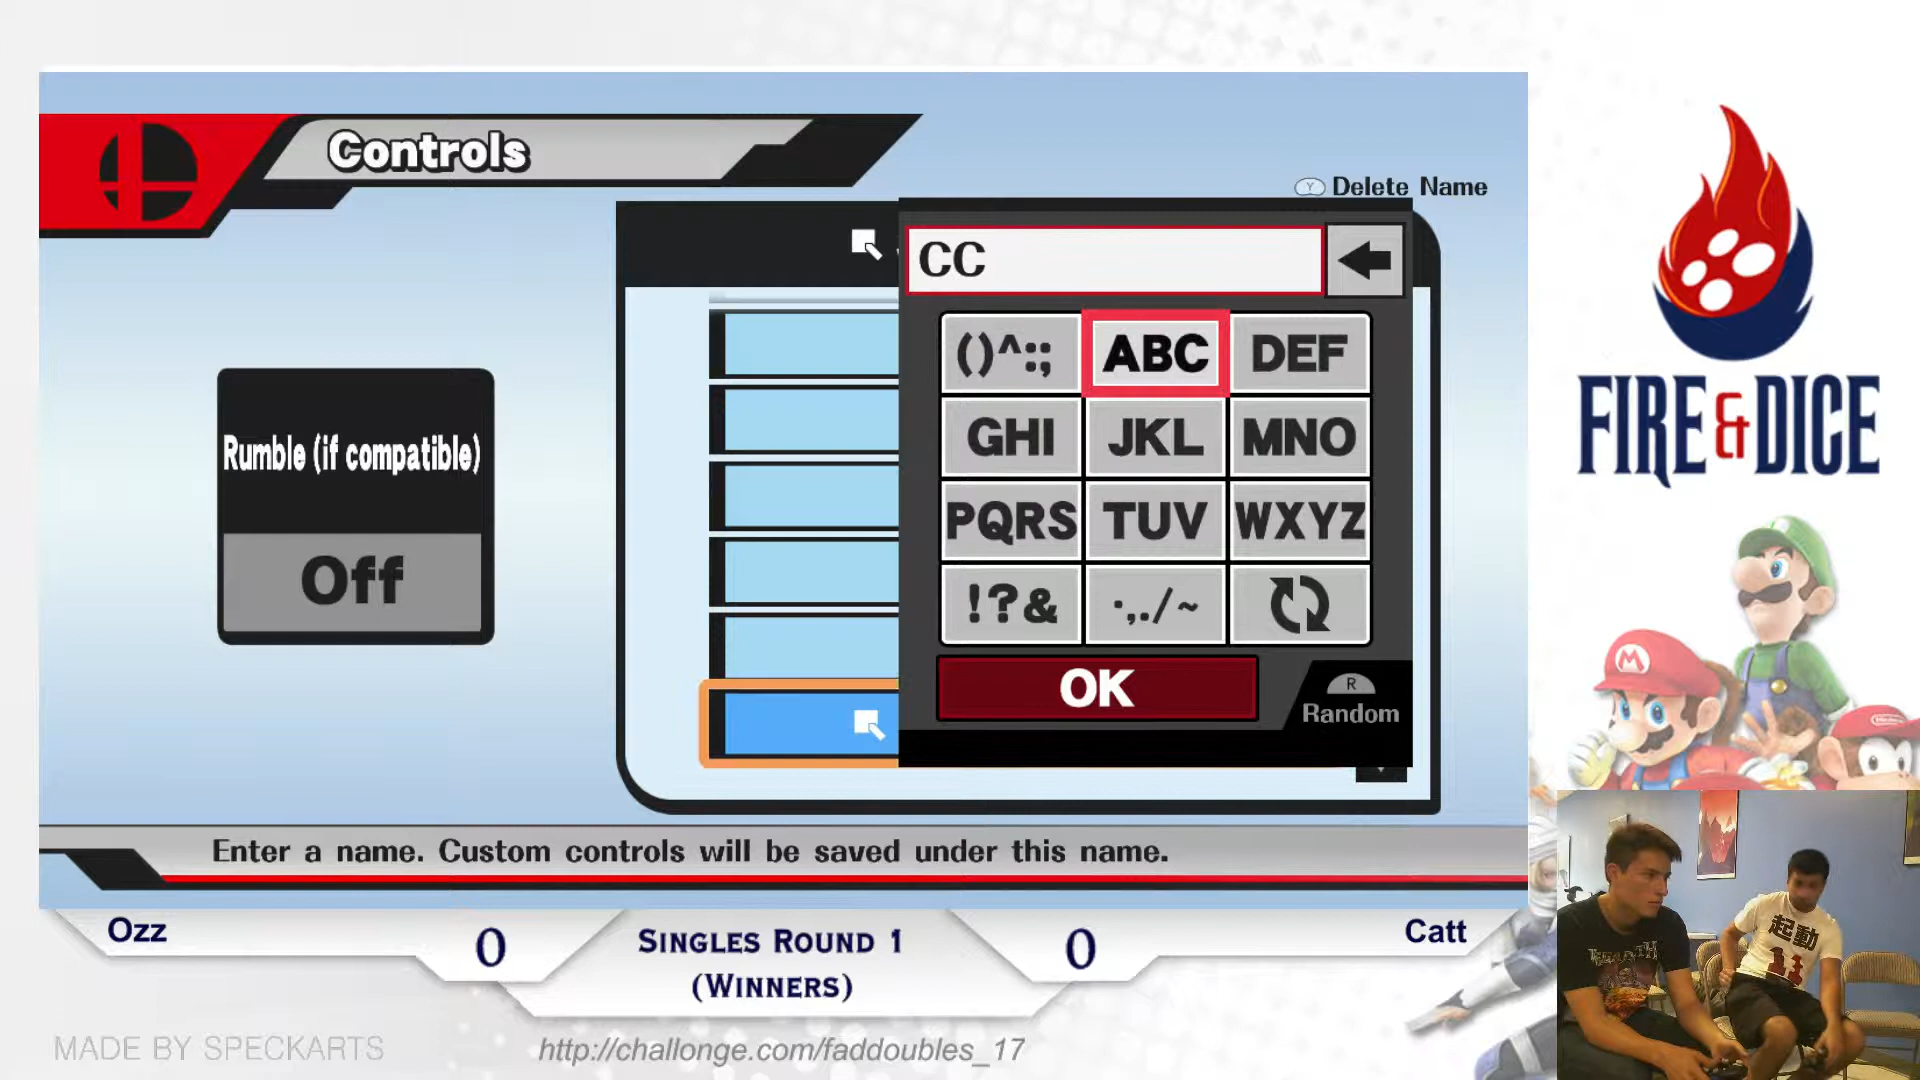 Controls
Y Delete Name
CC
()^:; ABC DEF
GHI JKL MNO
PQRS TUV WXYZ
!?& ·,./~
OK
R
Random
Rumble (if compatible)
Off
Enter a name. Custom controls will be saved under this name.
FIRE & DICE
M
Ozz 0 SINGLES ROUND 1 0 Catt
(WINNERS)
MADE BY SPECKARTS
http://challonge.com/faddoubles_17
起動